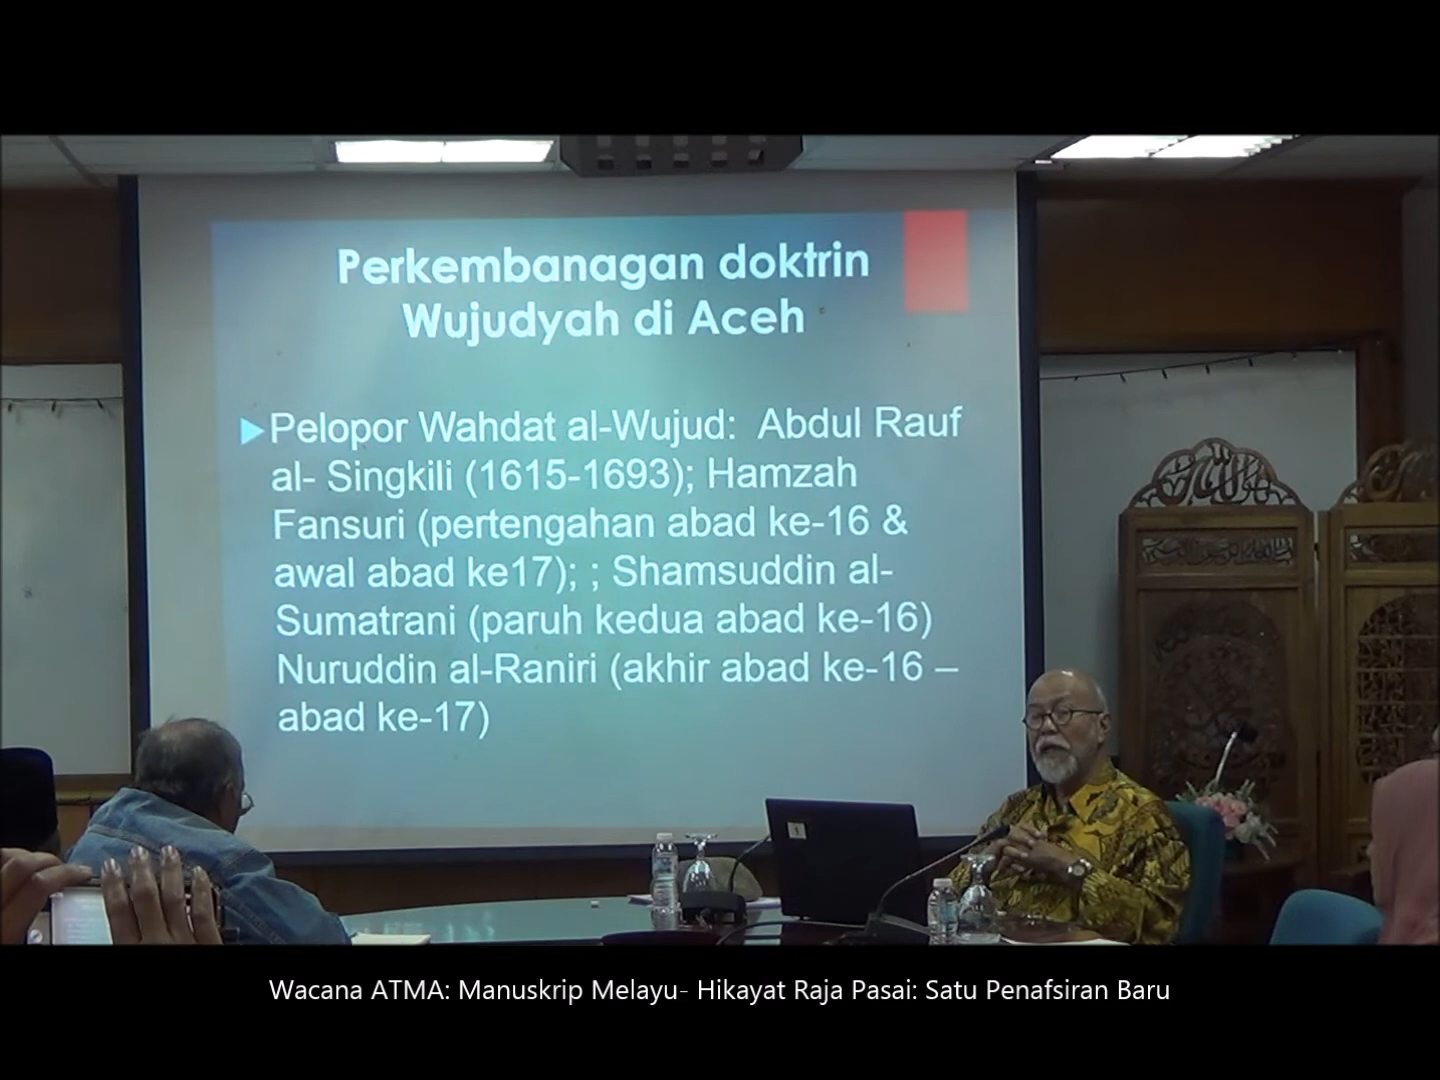 Perkembanagan doktrin
Wujudyah di Aceh
Pelopor Wahdat al-Wujud: Abdul Rauf
al- Singkili (1615-1693); Hamzah
Fansuri (pertengahan abad ke-16 &
awal abad ke17); ; Shamsuddin al-
Sumatrani (paruh kedua abad ke-16)
Nuruddin al-Raniri (akhir abad ke-16 –
abad ke-17)
Wacana ATMA: Manuskrip Melayu- Hikayat Raja Pasai: Satu Penafsiran Baru